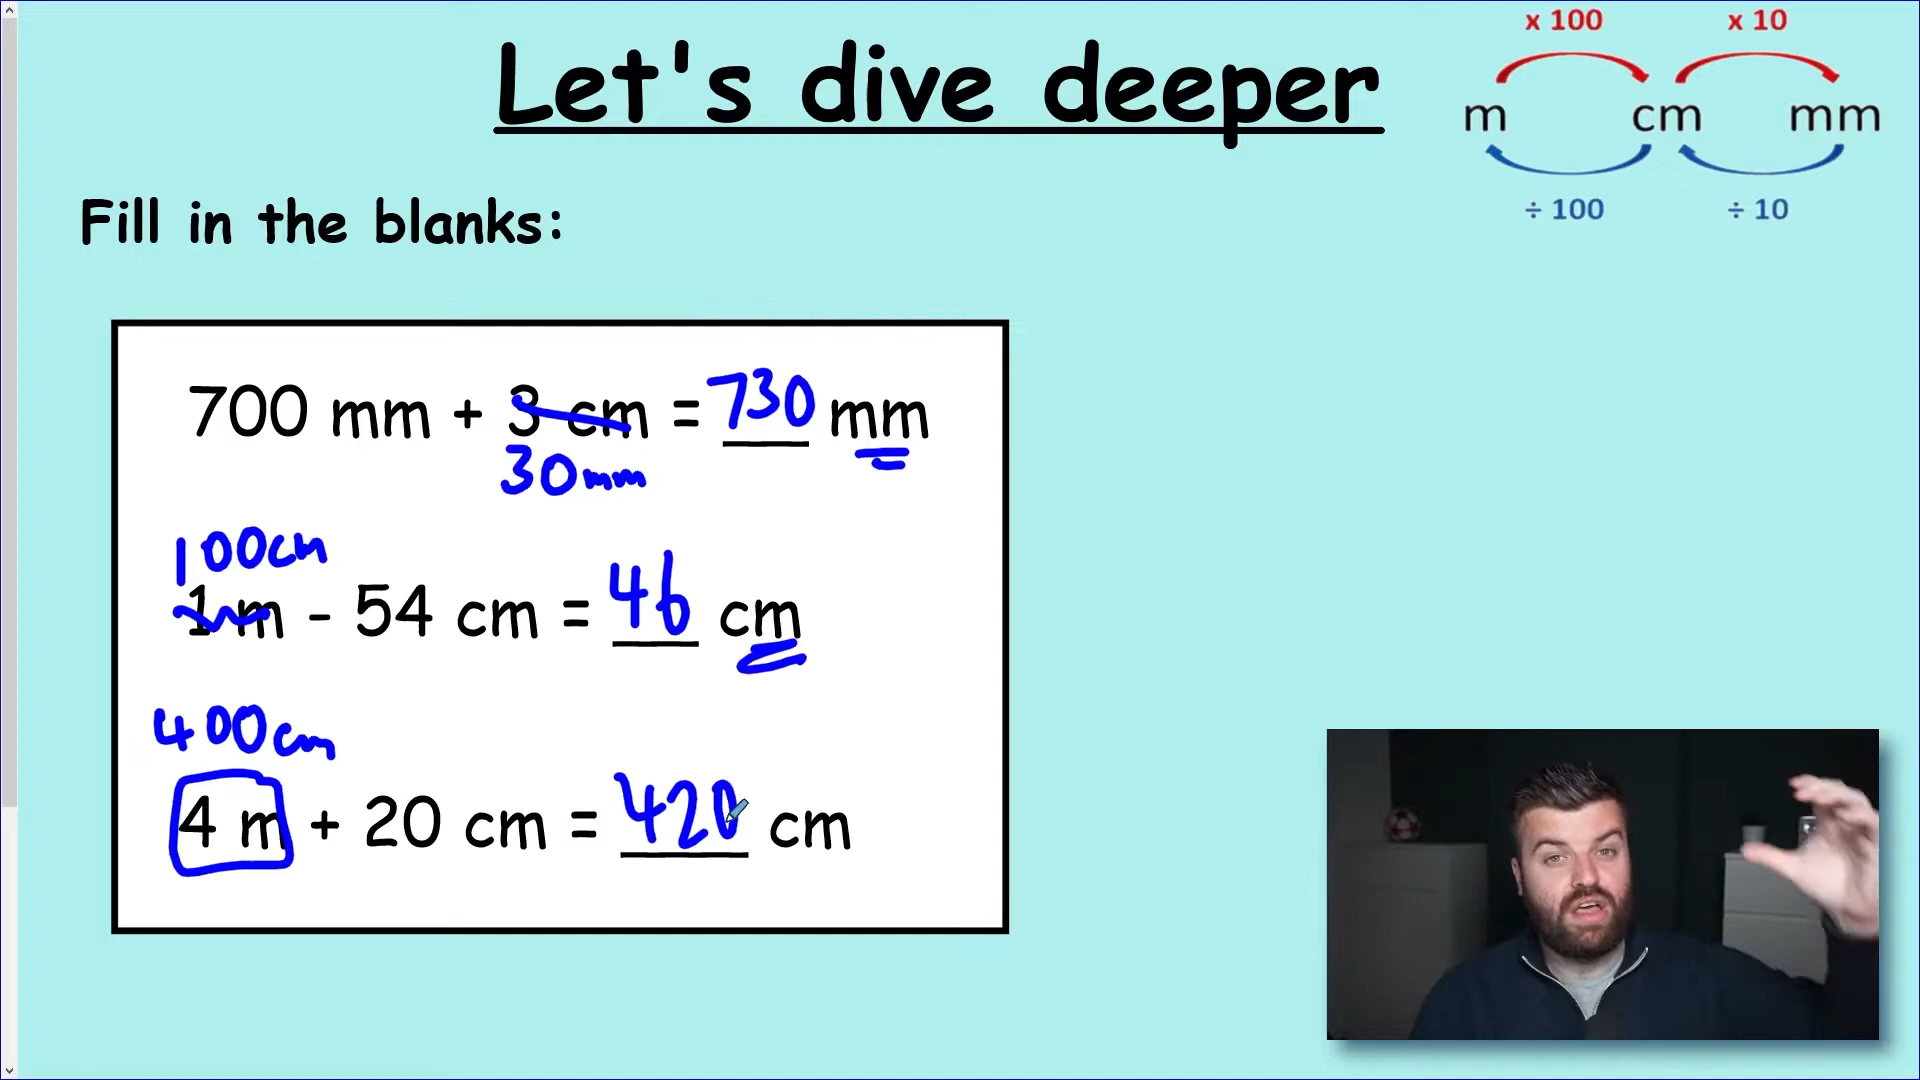 Let's dive deeper
x 100 x 10
m cm mm
÷ 100 ÷ 10
Fill in the blanks:
700 mm + 3 cm = 730 mm
30mm
100cm
1 m - 54 cm = 46 cm
400cm
4 m + 20 cm = 420 cm